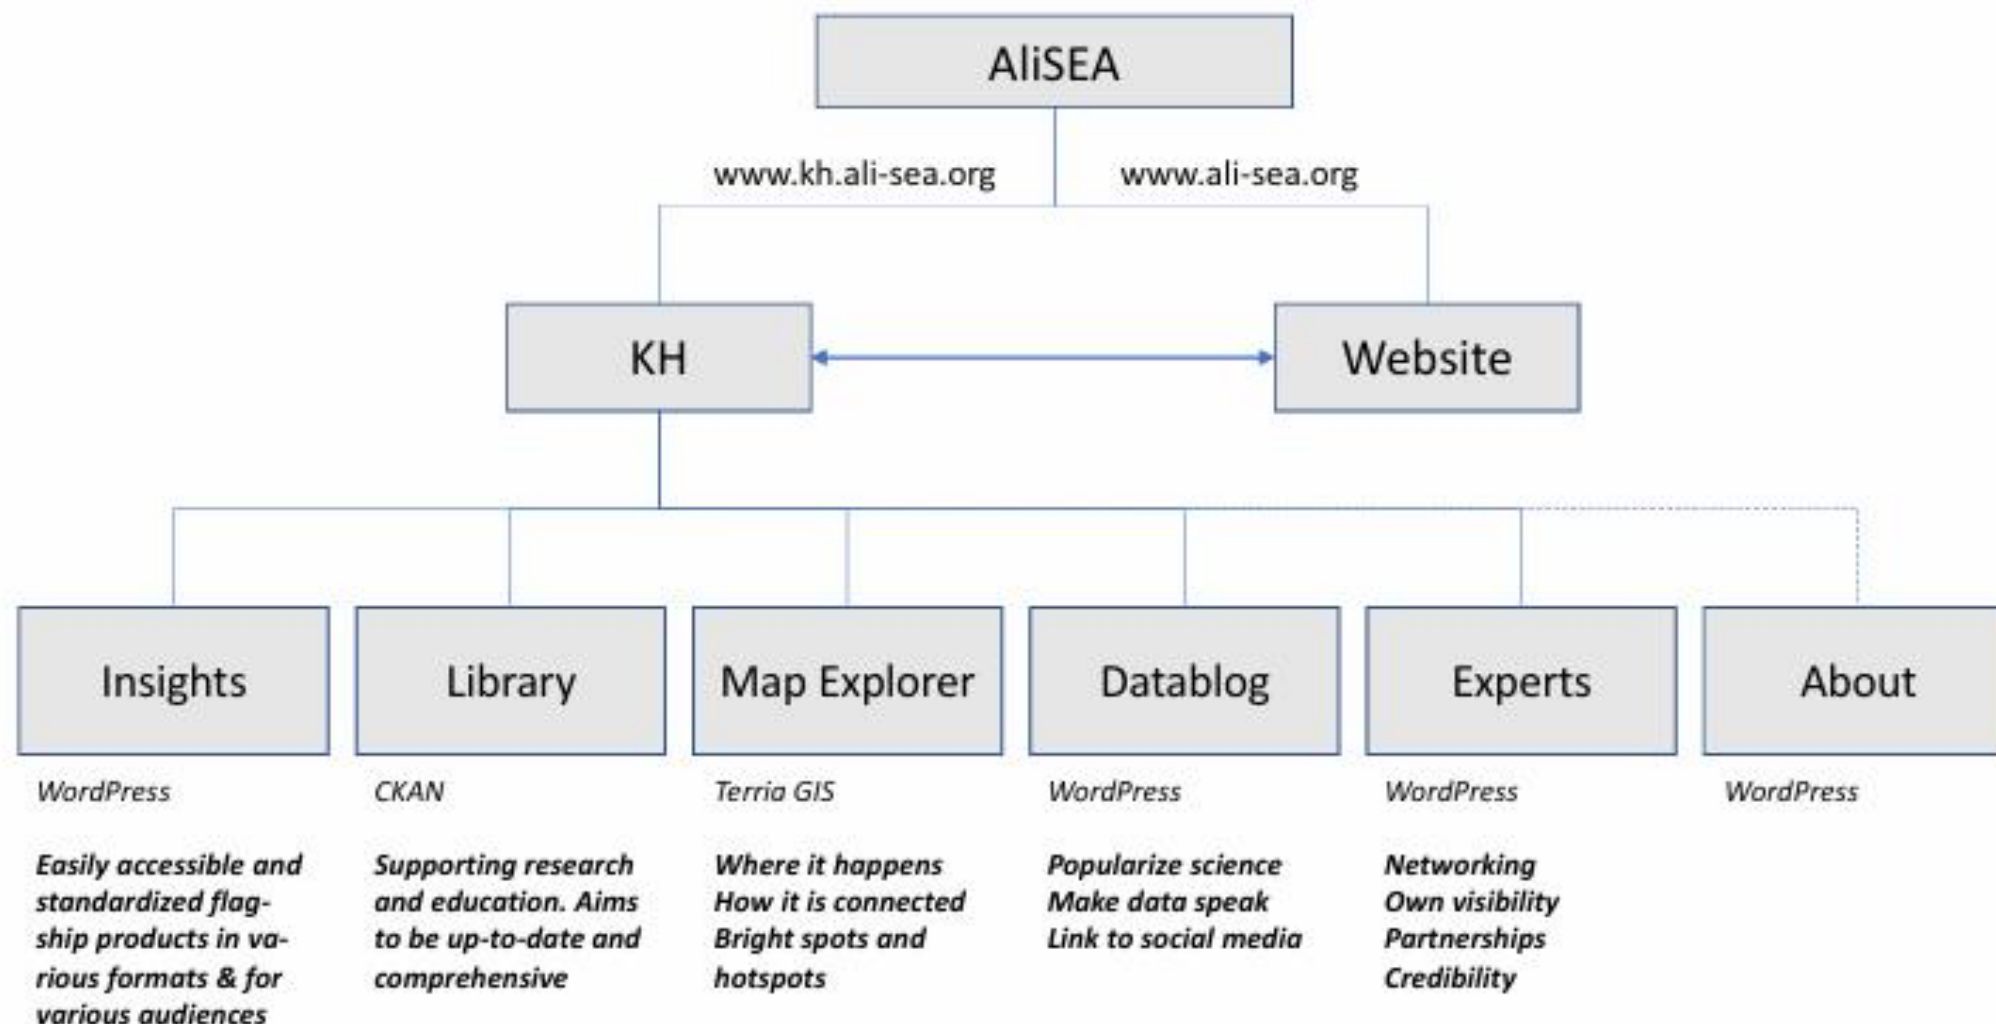 AliSEA
www.kh.ali-sea.org
www.ali-sea.org
KH
Website
Insights
Library
Map Explorer
Datablog
Experts
About
WordPress
CKAN
Terria GIS
WordPress
WordPress
WordPress
Easily accessible and
standardized flag-
ship products in va-
rious formats & for
various audiences
Supporting research
and education. Aims
to be up-to-date and
comprehensive
Where it happens
How it is connected
Bright spots and
hotspots
Popularize science
Make data speak
Link to social media
Networking
Own visibility
Partnerships
Credibility